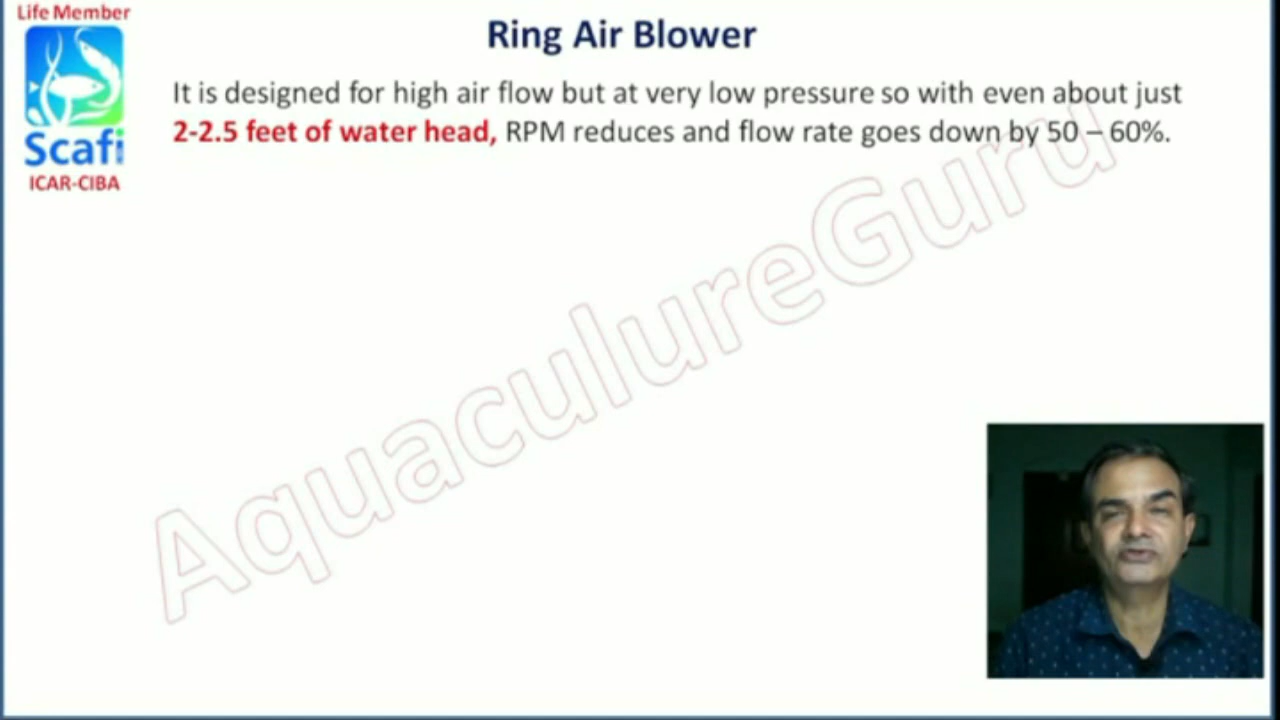 Life Member
Scafi
ICAR-CIBA
Ring Air Blower
It is designed for high air flow but at very low pressure so with even about just
2-2.5 feet of water head, RPM reduces and flow rate goes down by 50 – 60%.
AquaculureGuru